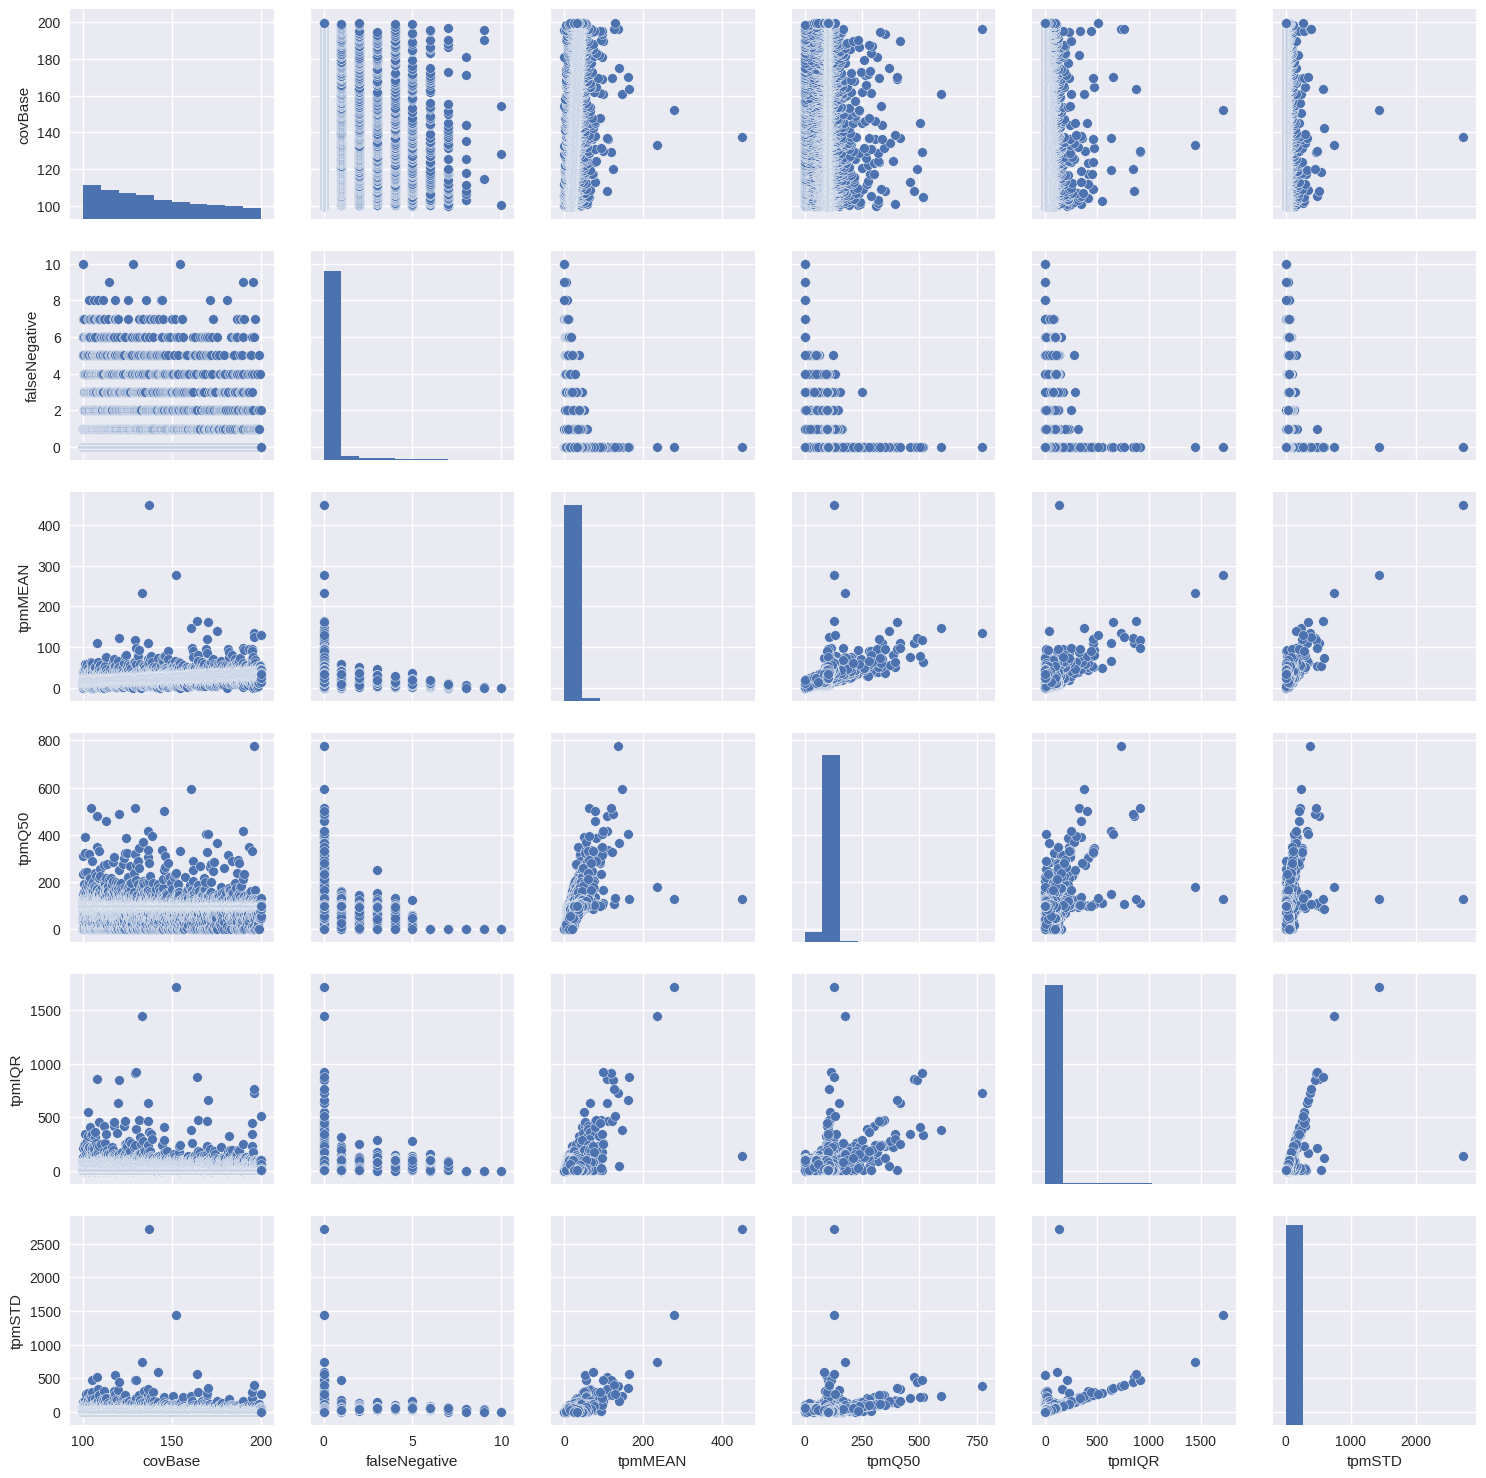 200
180
160
140
120
100
covBase
10
8
6
4
2
0
falseNegative
400
300
200
100
0
tpmMEAN
800
600
400
200
0
tpmQ50
1500
1000
500
0
tpmIQR
2500
2000
1500
1000
500
0
tpmSTD
100 150 200
0 5 10
0 200 400
0 250 500 750
0 500 1000 1500
0 1000 2000
covBase falseNegative tpmMEAN tpmQ50 tpmIQR tpmSTD